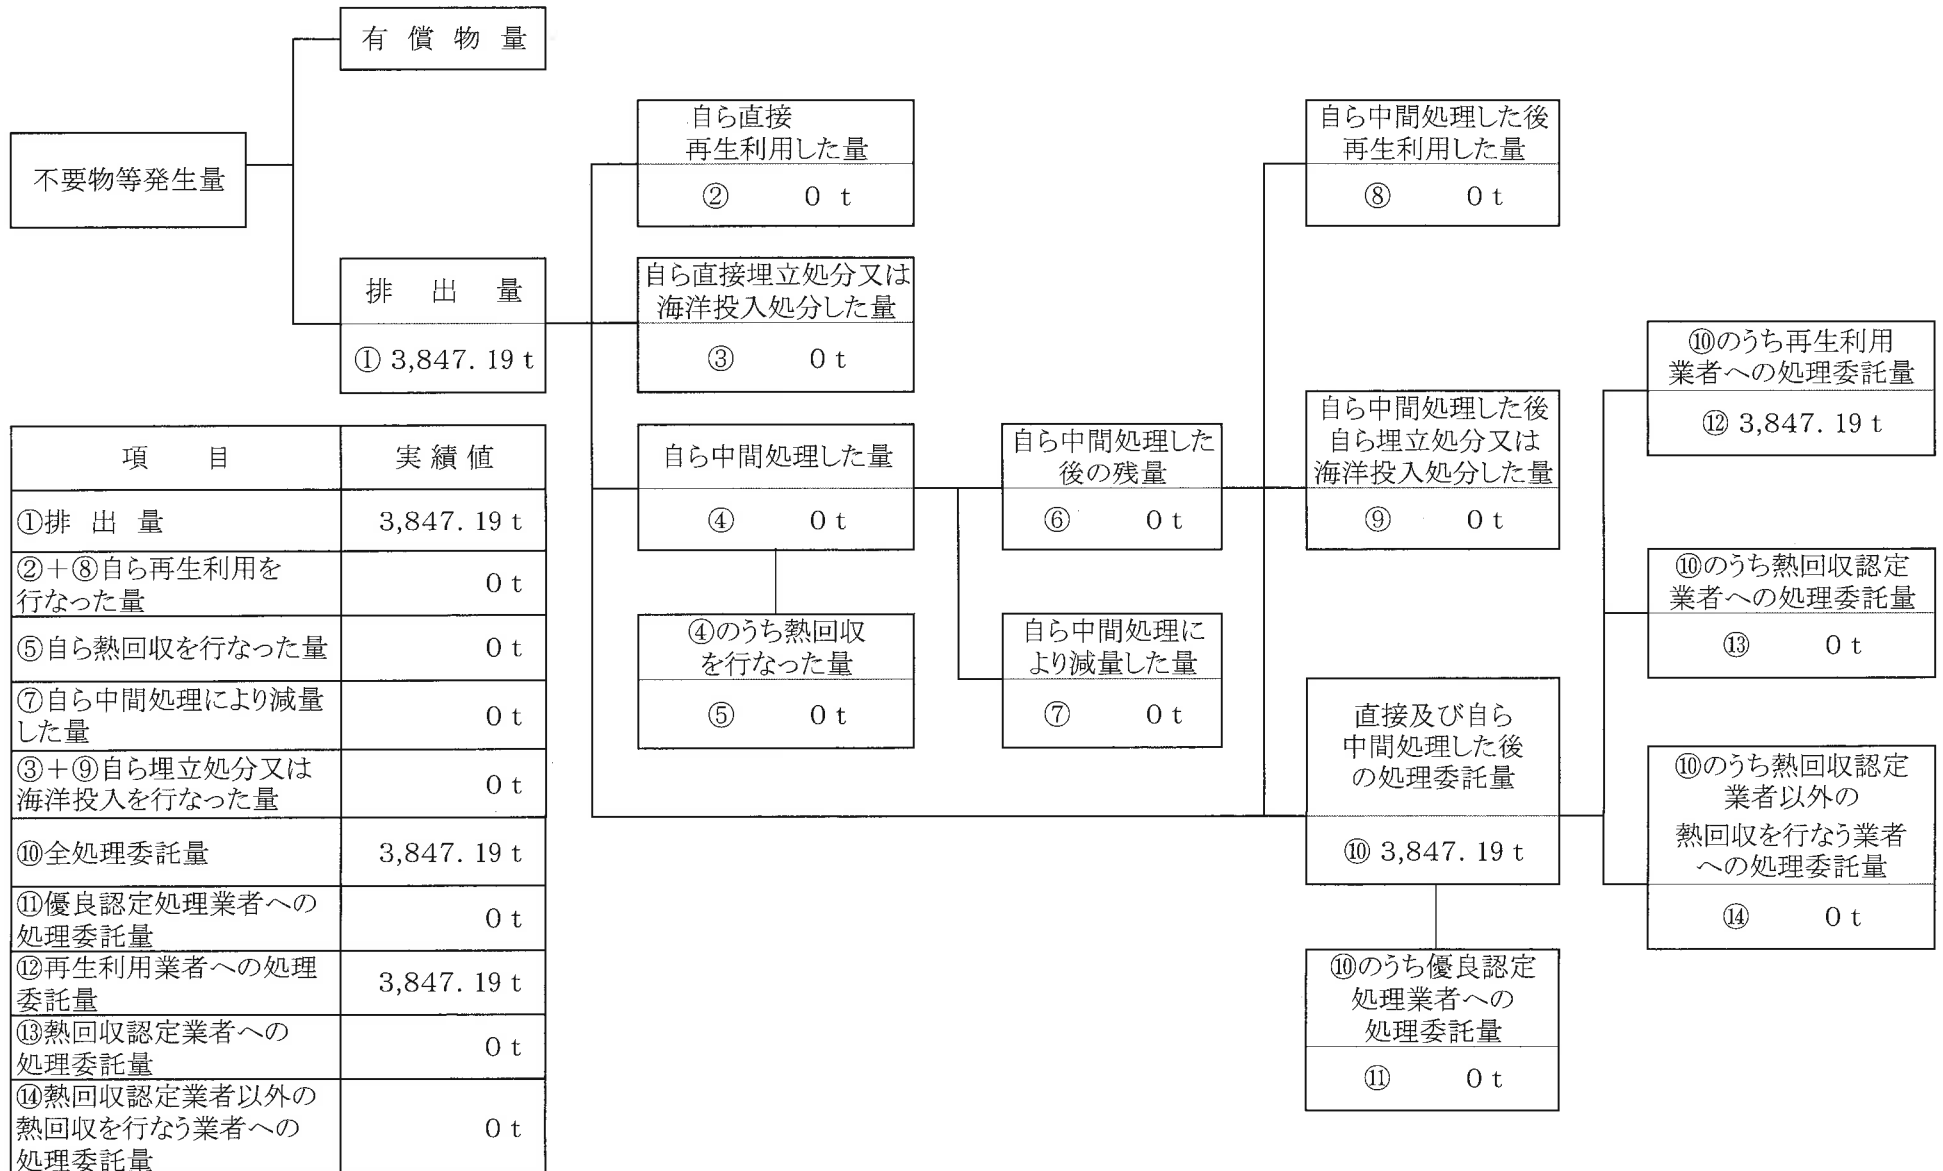 有 償 物 量
不要物等発生量
排 出 量
① 3,847.19 t
自ら直接
再生利用した量
② 0 t
自ら直接埋立処分又は
海洋投入処分した量
③ 0 t
自ら中間処理した量
④ 0 t
④のうち熱回収
を行なった量
⑤ 0 t
自ら中間処理した
後の残量
⑥ 0 t
自ら中間処理に
より減量した量
⑦ 0 t
自ら中間処理した後
再生利用した量
⑧ 0 t
自ら中間処理した後
自ら埋立処分又は
海洋投入処分した量
⑨ 0 t
直接及び自ら
中間処理した後
の処理委託量
⑩ 3,847.19 t
⑩のうち優良認定
処理業者への
処理委託量
⑪ 0 t
⑩のうち再生利用
業者への処理委託量
⑫ 3,847.19 t
⑩のうち熱回収認定
業者への処理委託量
⑬ 0 t
⑩のうち熱回収認定
業者以外の
熱回収を行なう業者
への処理委託量
⑭ 0 t
項 目 実 績 値
①排 出 量 3,847.19 t
②+⑧自ら再生利用を
行なった量 0 t
⑤自ら熱回収を行なった量 0 t
⑦自ら中間処理により減量
した量 0 t
③+⑨自ら埋立処分又は
海洋投入を行なった量 0 t
⑩全処理委託量 3,847.19 t
⑪優良認定処理業者への
処理委託量 0 t
⑫再生利用業者への処理
委託量 3,847.19 t
⑬熱回収認定業者への
処理委託量 0 t
⑭熱回収認定業者以外の
熱回収を行なう業者への
処理委託量 0 t